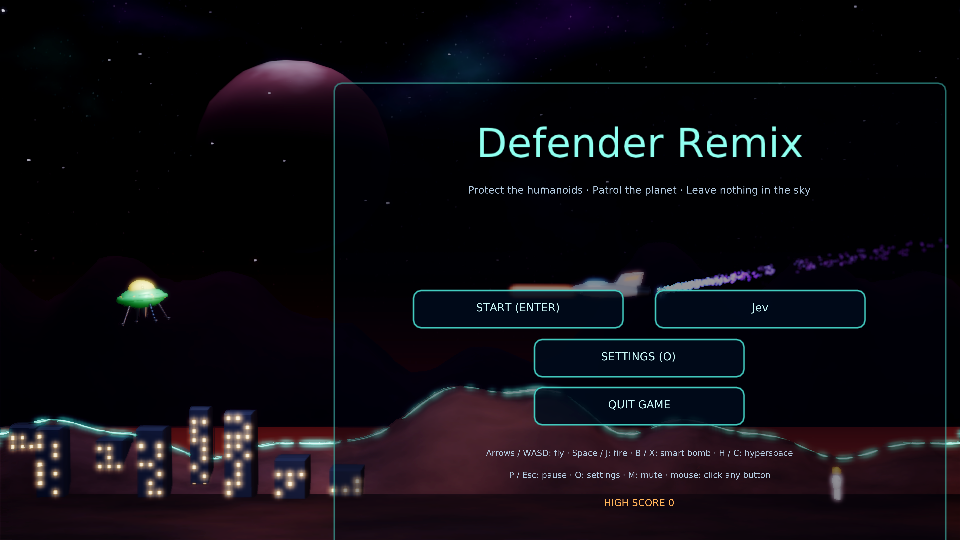 Defender Remix
Protect the humanoids · Patrol the planet · Leave nothing in the sky
START (ENTER)
Jev
SETTINGS (O)
QUIT GAME
Arrows / WASD: fly · Space / J: fire · B / X: smart bomb · H / C: hyperspace
P / Esc: pause · O: settings · M: mute · mouse: click any button
HIGH SCORE 0